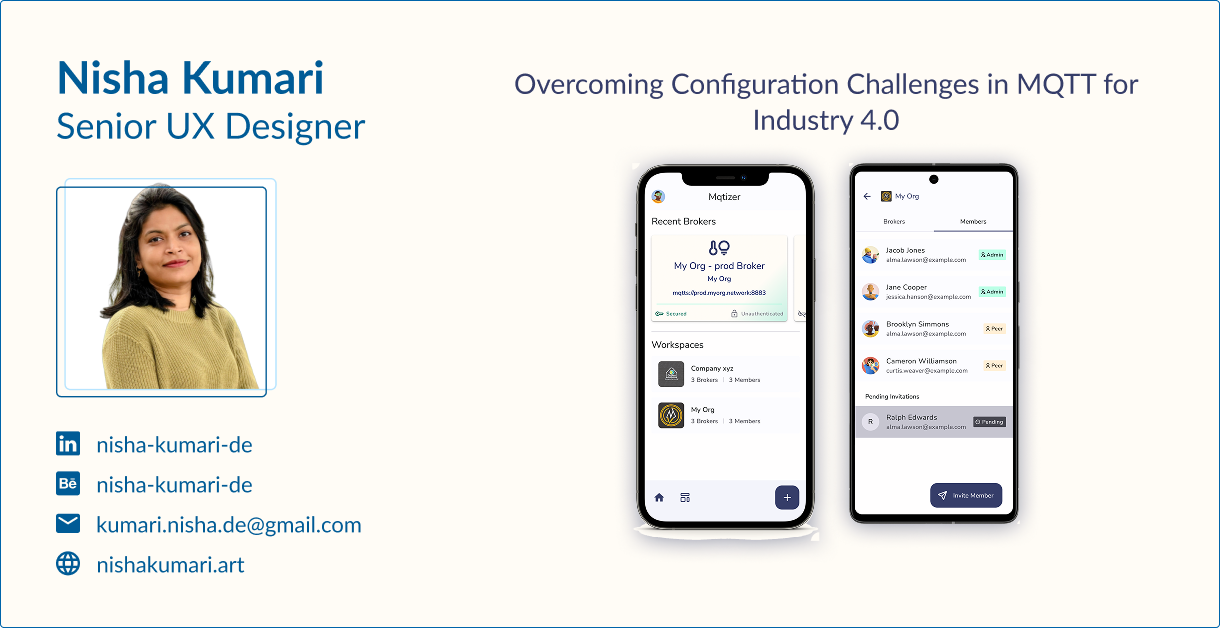 Nisha Kumari
Senior UX Designer
in nisha-kumari-de
Bē nisha-kumari-de
kumari.nisha.de@gmail.com
nishakumari.art
Overcoming Configuration Challenges in MQTT for
Industry 4.0
Mqtizer
Recent Brokers
My Org - prod Broker
My Org
mqtts://prod.myorg.network:8883
Secured Unauthenticated
Workspaces
Company xyz
3 Brokers | 3 Members
My Org
3 Brokers | 3 Members
+
My Org
Brokers Members
Jacob Jones
alma.lawson@example.com Admin
Jane Cooper
jessica.hanson@example.com Admin
Brooklyn Simmons
alma.lawson@example.com Peer
Cameron Williamson
curtis.weaver@example.com Peer
Pending Invitations
R Ralph Edwards
alma.lawson@example.com Pending
Invite Member